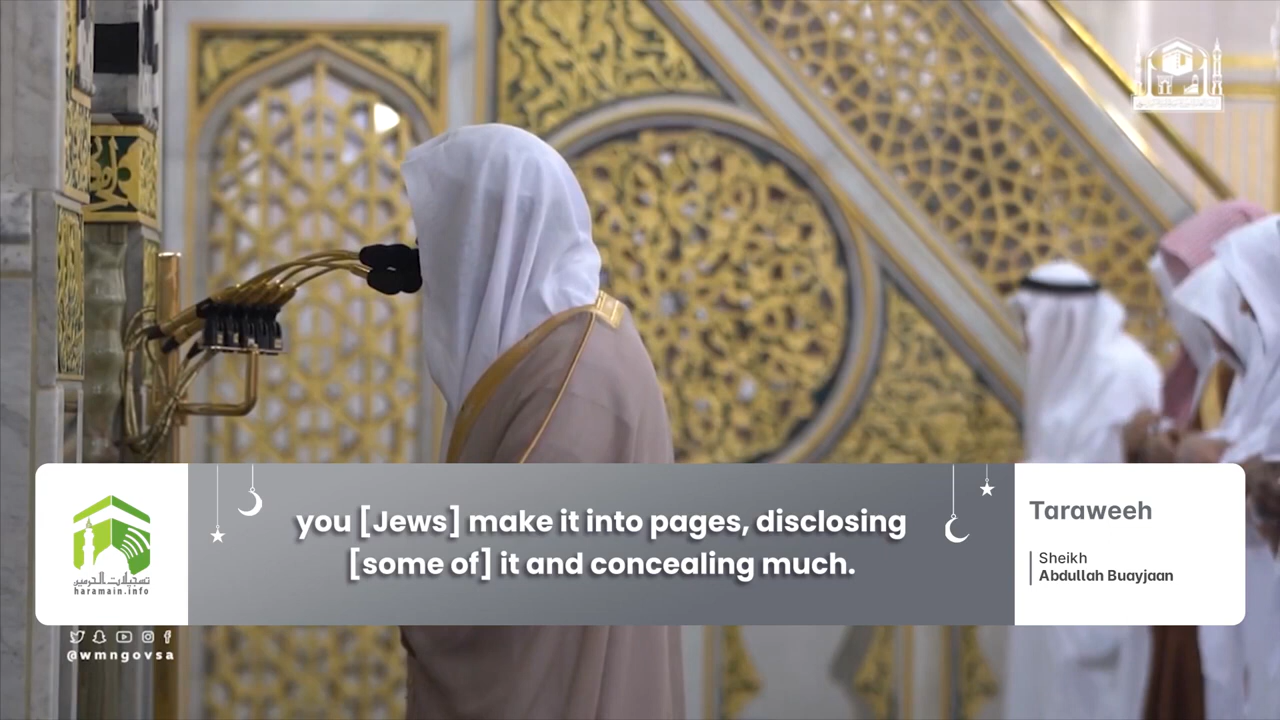 you [Jews] make it into pages, disclosing
[some of] it and concealing much.
Taraweeh
Sheikh
Abdullah Buayjaan
تسجيلات الحرمين
haramain.info
@wmngovsa